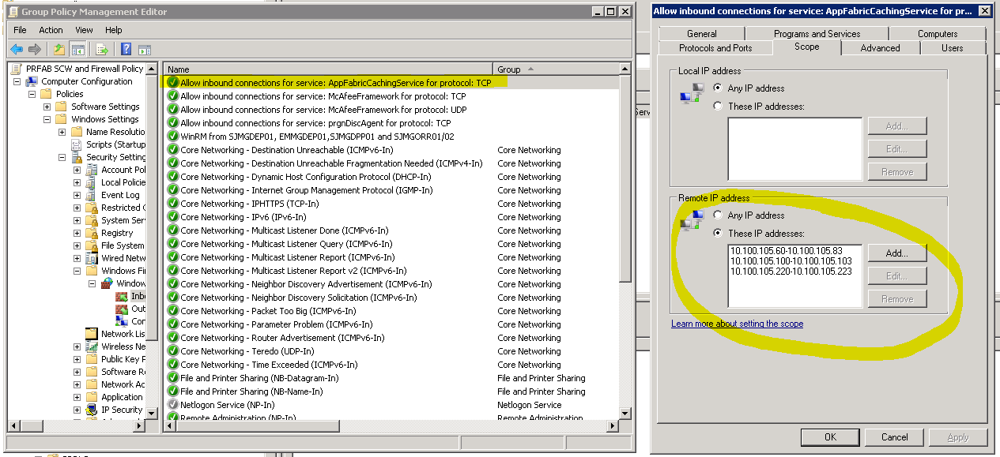 Group Policy Management Editor
File Action View Help
PRFAB SCW and Firewall Policy
Computer Configuration
Policies
Software Settings
Windows Settings
Name Resolutio
Scripts (Startup
Security Setting
Account Pol
Local Policie
Event Log
Restricted G
System Ser
Registry
File System
Wired Netw
Windows Fir
Window
Inbo
Out
Con
Network Lis
Wireless Ne
Public Key P
Software Re
Network Ac
Application
IP Security
Name Group
Allow inbound connections for service: AppFabricCachingService for protocol: TCP
Allow inbound connections for service: McAfeeFramework for protocol: TCP
Allow inbound connections for service: McAfeeFramework for protocol: UDP
Allow inbound connections for service: prgnDiscAgent for protocol: TCP
WinRM from SJMGDEP01, EMMGDEP01,SJMGDPP01 and SJMGORR01/02
Core Networking - Destination Unreachable (ICMPv6-In) Core Networking
Core Networking - Destination Unreachable Fragmentation Needed (ICMPv4-In) Core Networking
Core Networking - Dynamic Host Configuration Protocol (DHCP-In) Core Networking
Core Networking - Internet Group Management Protocol (IGMP-In) Core Networking
Core Networking - IPHTTPS (TCP-In) Core Networking
Core Networking - IPv6 (IPv6-In) Core Networking
Core Networking - Multicast Listener Done (ICMPv6-In) Core Networking
Core Networking - Multicast Listener Query (ICMPv6-In) Core Networking
Core Networking - Multicast Listener Report (ICMPv6-In) Core Networking
Core Networking - Multicast Listener Report v2 (ICMPv6-In) Core Networking
Core Networking - Neighbor Discovery Advertisement (ICMPv6-In) Core Networking
Core Networking - Neighbor Discovery Solicitation (ICMPv6-In) Core Networking
Core Networking - Packet Too Big (ICMPv6-In) Core Networking
Core Networking - Parameter Problem (ICMPv6-In) Core Networking
Core Networking - Router Advertisement (ICMPv6-In) Core Networking
Core Networking - Teredo (UDP-In) Core Networking
Core Networking - Time Exceeded (ICMPv6-In) Core Networking
File and Printer Sharing (NB-Datagram-In) File and Printer Sharing
File and Printer Sharing (NB-Name-In) File and Printer Sharing
Netlogon Service (NP-In) Netlogon Service
Remote Administration (NP-In) Remote Administration
Allow inbound connections for service: AppFabricCachingService for pr...
General Programs and Services Computers
Protocols and Ports Scope Advanced Users
Local IP address
Any IP address
These IP addresses:
Add...
Edit...
Remove
Remote IP address
Any IP address
These IP addresses:
10.100.105.60-10.100.105.83
10.100.105.100-10.100.105.103
10.100.105.220-10.100.105.223
Add...
Edit...
Remove
Learn more about setting the scope
OK Cancel Apply